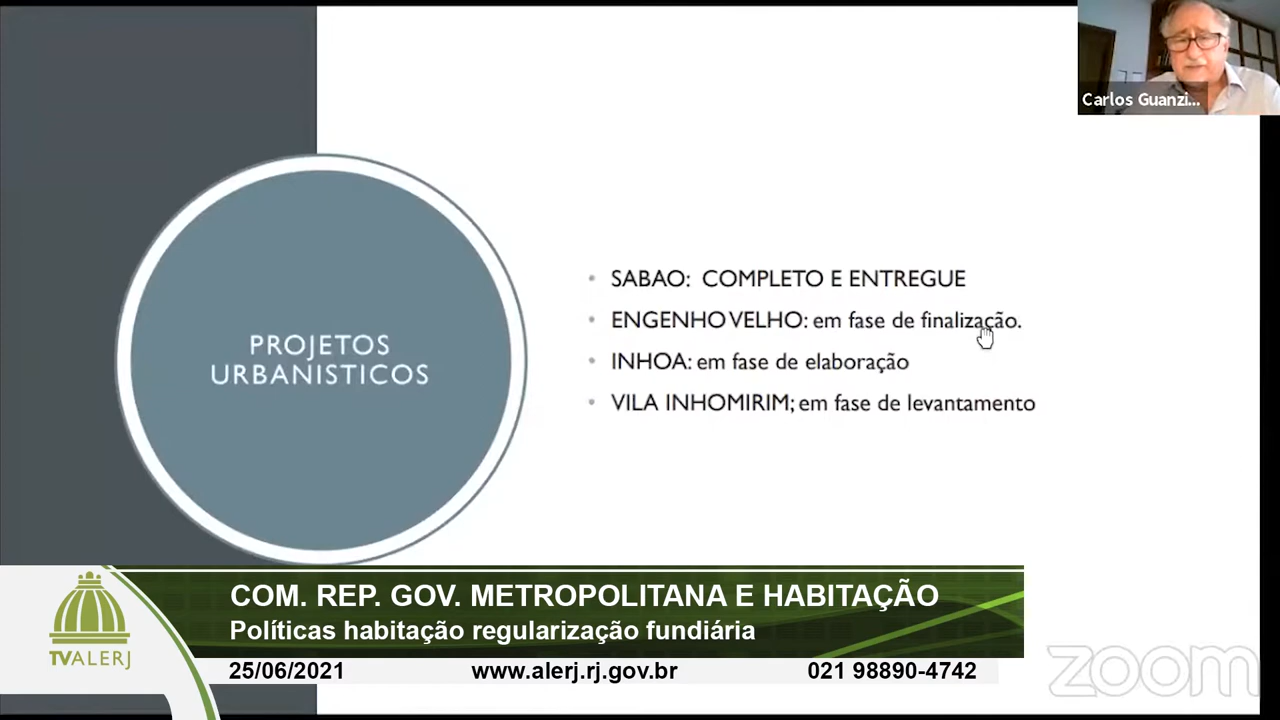 Carlos Guanzi...
PROJETOS
URBANISTICOS
• SABAO: COMPLETO E ENTREGUE
• ENGENHO VELHO: em fase de finalização.
• INHOA: em fase de elaboração
• VILA INHOMIRIM; em fase de levantamento
COM. REP. GOV. METROPOLITANA E HABITAÇÃO
Políticas habitação regularização fundiária
TVALERJ
25/06/2021 www.alerj.rj.gov.br 021 98890-4742
zoom